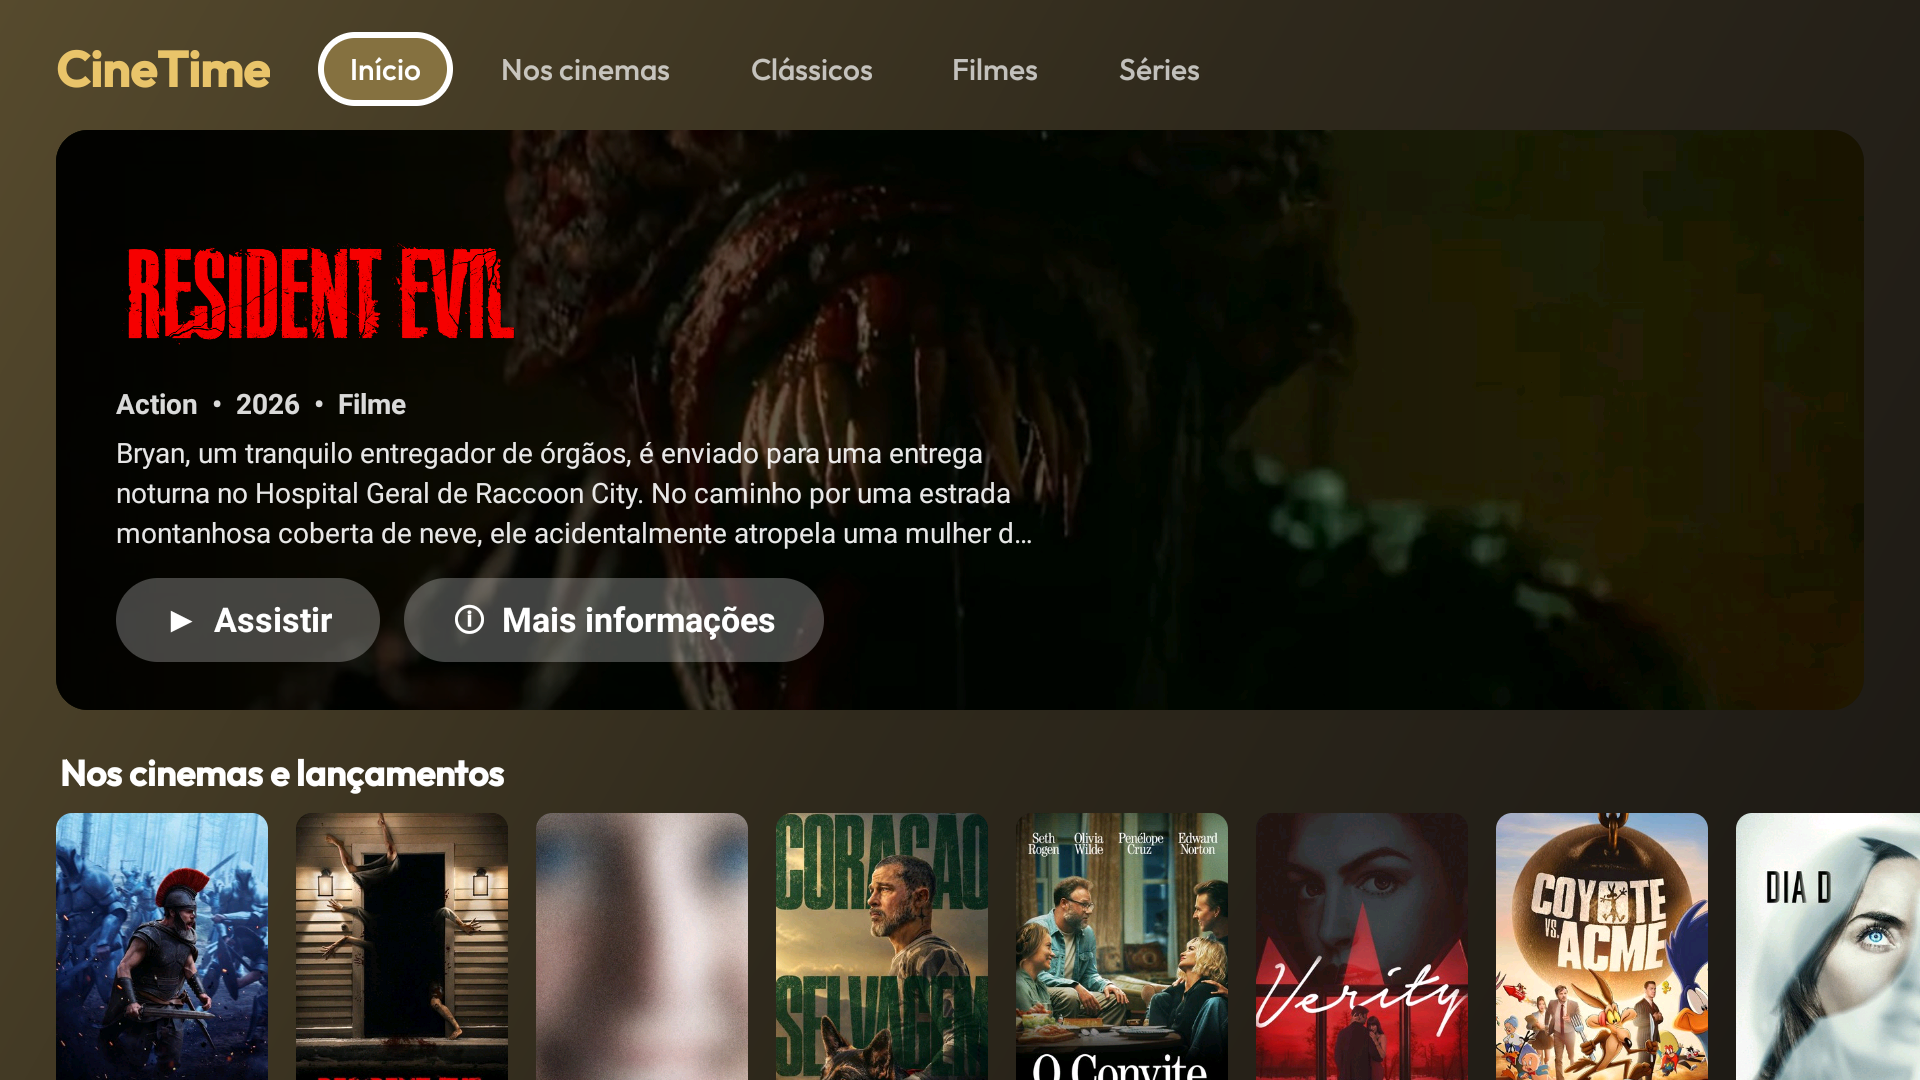 CineTime
Início
Nos cinemas
Clássicos
Filmes
Séries
RESIDENT EVIL
Action • 2026 • Filme
Bryan, um tranquilo entregador de órgãos, é enviado para uma entrega
noturna no Hospital Geral de Raccoon City. No caminho por uma estrada
montanhosa coberta de neve, ele acidentalmente atropela uma mulher d…
Assistir
Mais informações
Nos cinemas e lançamentos
CORAÇÃO
SELVAGEM
Seth Rogen
Olivia Wilde
Penélope Cruz
Edward Norton
O Convite
Verity
COYOTE
VS.
ACME
DIA D